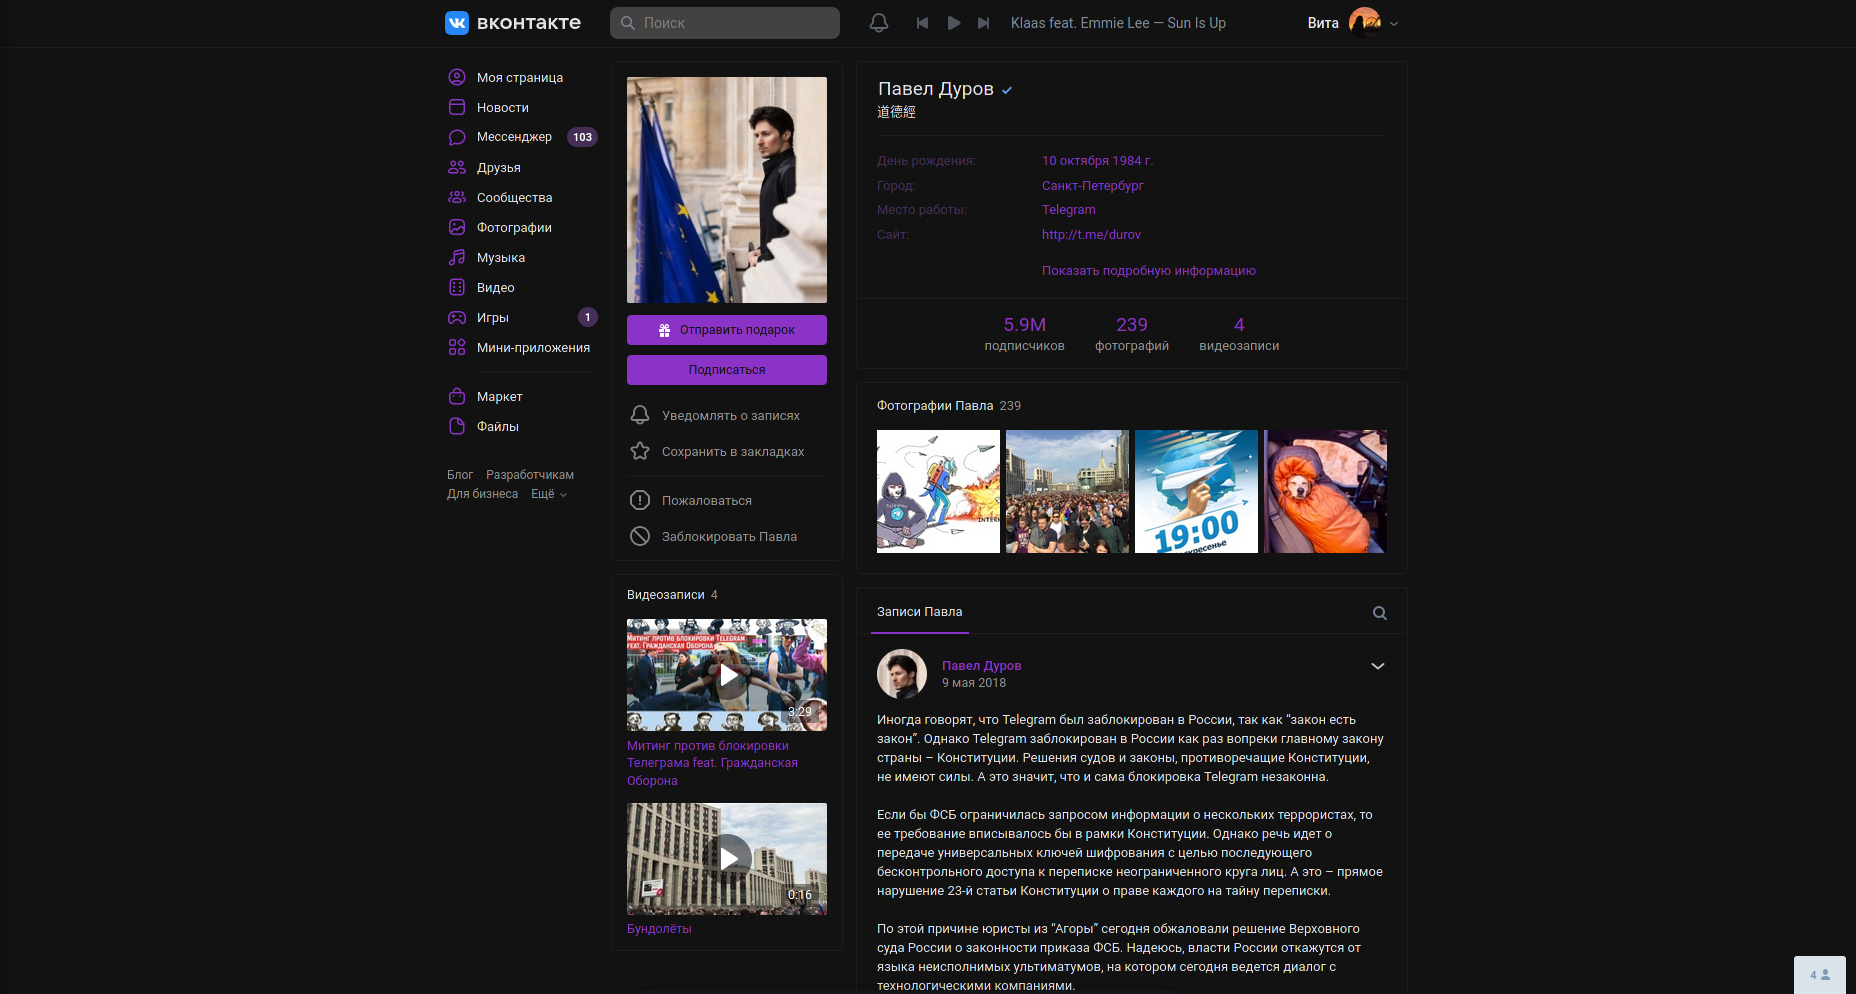 вконтакте
Поиск
Klaas feat. Emmie Lee — Sun Is Up
Вита
Моя страница
Новости
Мессенджер 103
Друзья
Сообщества
Фотографии
Музыка
Видео
Игры 1
Мини-приложения
Маркет
Файлы
Блог Разработчикам
Для бизнеса Ещё
Отправить подарок
Подписаться
Уведомлять о записях
Сохранить в закладках
Пожаловаться
Заблокировать Павла
Видеозаписи 4
Митинг против блокировки Telegram
feat. Гражданская Оборона
3:29
Митинг против блокировки
Телеграма feat. Гражданская
Оборона
0:16
Бундолёты
Павел Дуров
道德經
День рождения: 10 октября 1984 г.
Город: Санкт-Петербург
Место работы: Telegram
Сайт: http://t.me/durov
Показать подробную информацию
5.9M 239 4
подписчиков фотографий видеозаписи
Фотографии Павла 239
19:00
Записи Павла
Павел Дуров
9 мая 2018
Иногда говорят, что Telegram был заблокирован в России, так как “закон есть
закон”. Однако Telegram заблокирован в России как раз вопреки главному закону
страны – Конституции. Решения судов и законы, противоречащие Конституции,
не имеют силы. А это значит, что и сама блокировка Telegram незаконна.
Если бы ФСБ ограничилась запросом информации о нескольких террористах, то
ее требование вписывалось бы в рамки Конституции. Однако речь идет о
передаче универсальных ключей шифрования с целью последующего
бесконтрольного доступа к переписке неограниченного круга лиц. А это – прямое
нарушение 23-й статьи Конституции о праве каждого на тайну переписки.
По этой причине юристы из “Агоры” сегодня обжаловали решение Верховного
суда России о законности приказа ФСБ. Надеюсь, власти России откажутся от
языка неисполнимых ультиматумов, на котором сегодня ведется диалог с
технологическими компаниями.
4